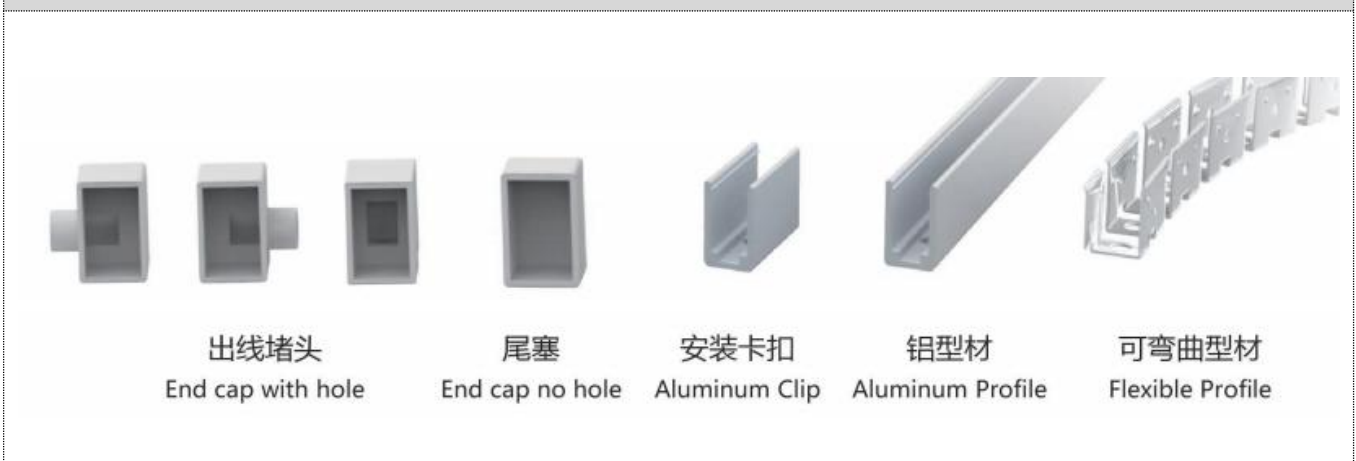 出线堵头
End cap with hole
尾塞
End cap no hole
安装卡扣
Aluminum Clip
铝型材
Aluminum Profile
可弯曲型材
Flexible Profile